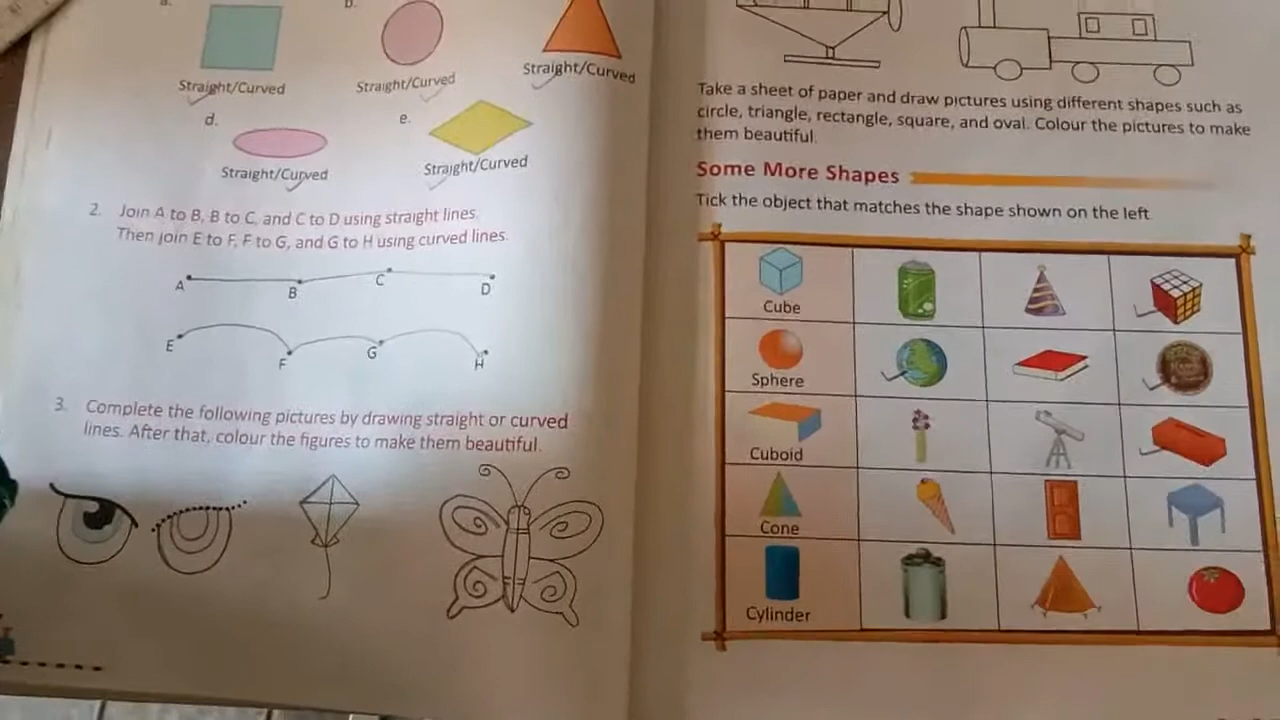 a.
b.
Straight/Curved
Straight/Curved
Straight/Curved
d.
e.
Straight/Curved
Straight/Curved
2. Join A to B, B to C, and C to D using straight lines.
Then join E to F, F to G, and G to H using curved lines.
A
B
C
D
E
F
G
H
3. Complete the following pictures by drawing straight or curved
lines. After that, colour the figures to make them beautiful.
Take a sheet of paper and draw pictures using different shapes such as
circle, triangle, rectangle, square, and oval. Colour the pictures to make
them beautiful.
Some More Shapes
Tick the object that matches the shape shown on the left
Cube
Sphere
Cuboid
Cone
Cylinder